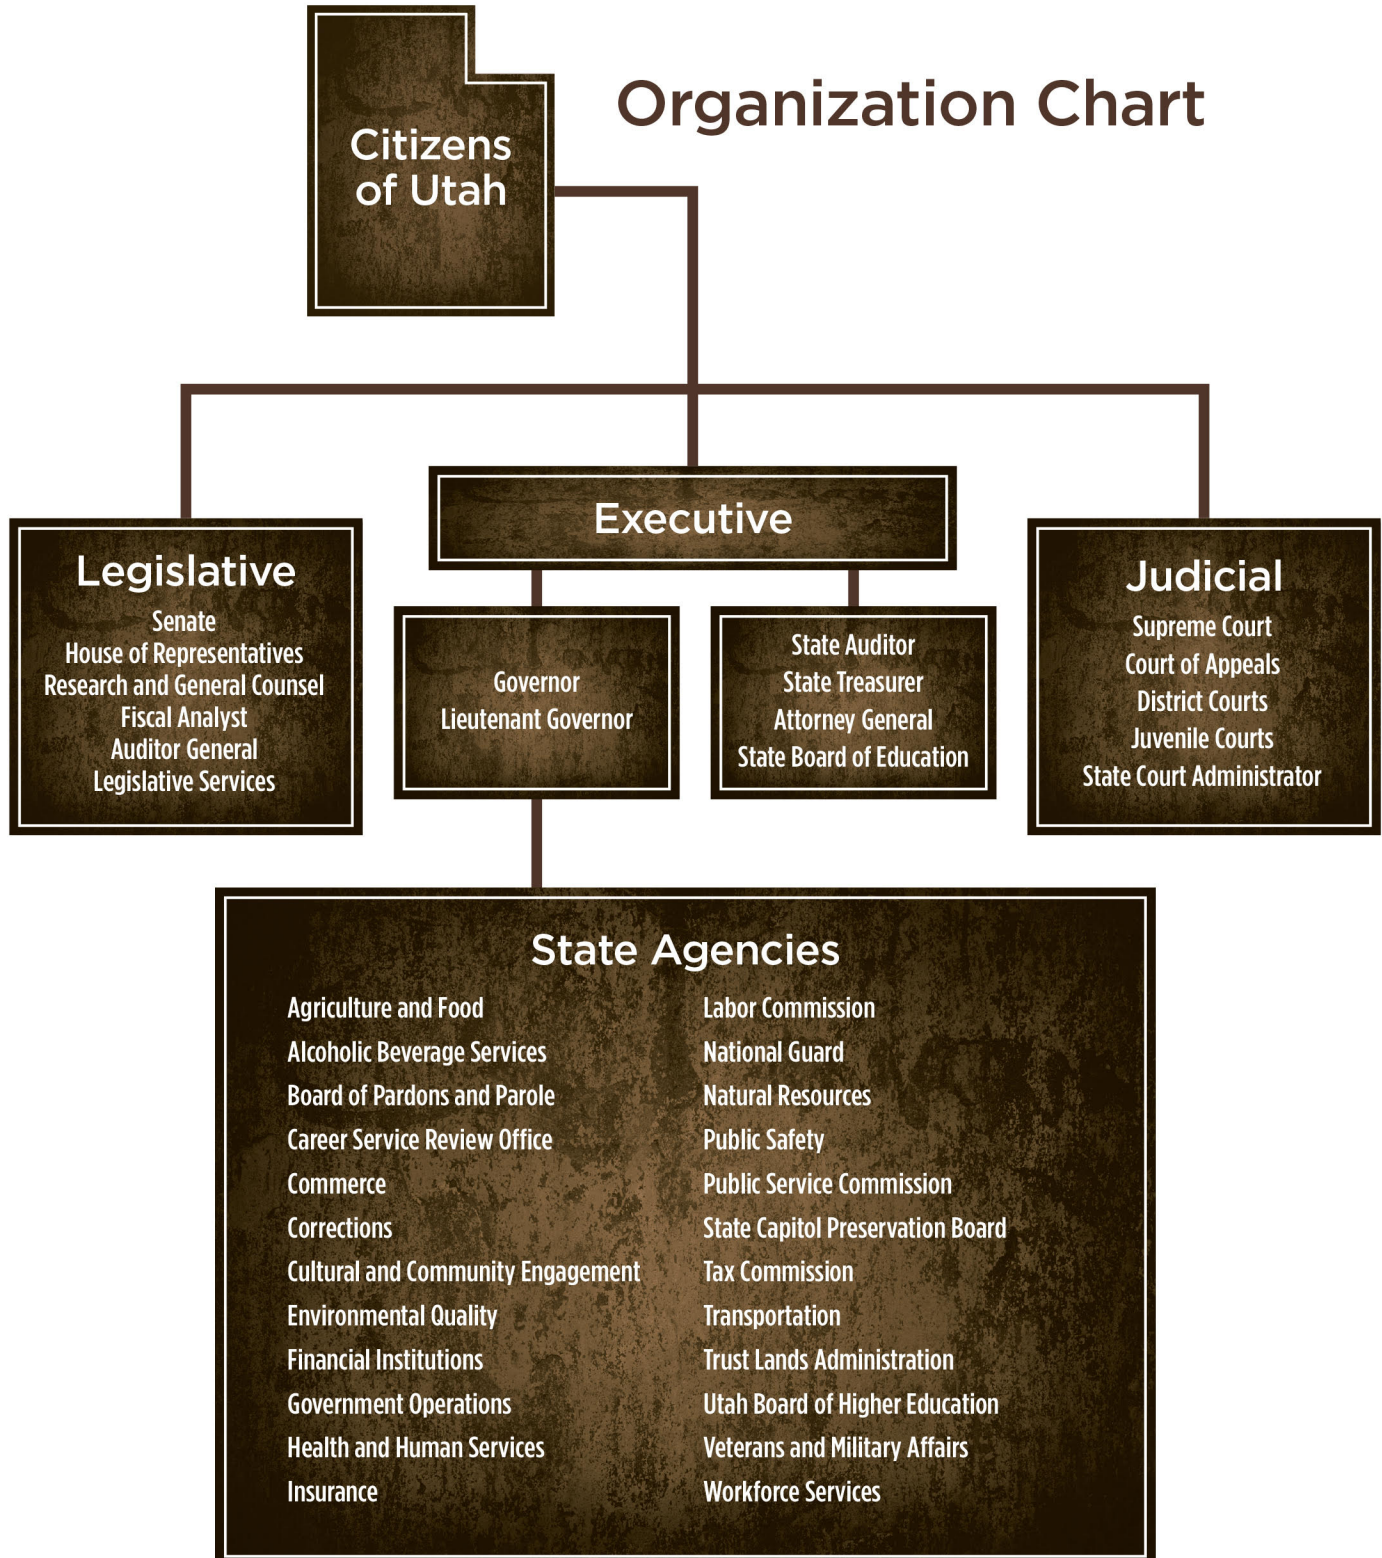 Organization Chart
Citizens
of Utah
Legislative
Senate
House of Representatives
Research and General Counsel
Fiscal Analyst
Auditor General
Legislative Services
Executive
Governor
Lieutenant Governor
State Auditor
State Treasurer
Attorney General
State Board of Education
Judicial
Supreme Court
Court of Appeals
District Courts
Juvenile Courts
State Court Administrator
State Agencies
Agriculture and Food
Alcoholic Beverage Services
Board of Pardons and Parole
Career Service Review Office
Commerce
Corrections
Cultural and Community Engagement
Environmental Quality
Financial Institutions
Government Operations
Health and Human Services
Insurance
Labor Commission
National Guard
Natural Resources
Public Safety
Public Service Commission
State Capitol Preservation Board
Tax Commission
Transportation
Trust Lands Administration
Utah Board of Higher Education
Veterans and Military Affairs
Workforce Services